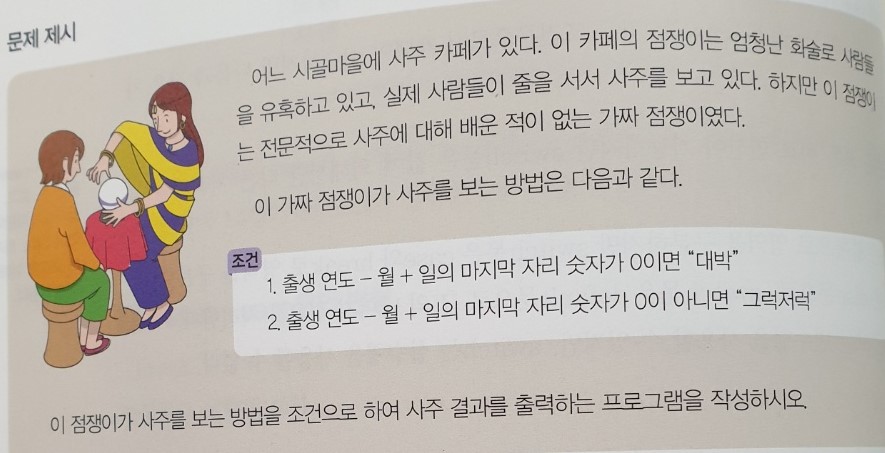 문제 제시
어느 시골마을에 사주 카페가 있다. 이 카페의 점쟁이는 엄청난 화술로 사람들
을 유혹하고 있고, 실제 사람들이 줄을 서서 사주를 보고 있다. 하지만 이 점쟁이
는 전문적으로 사주에 대해 배운 적이 없는 가짜 점쟁이였다.
이 가짜 점쟁이가 사주를 보는 방법은 다음과 같다.
조건
1. 출생 연도 – 월 + 일의 마지막 자리 숫자가 0이면 “대박”
2. 출생 연도 – 월 + 일의 마지막 자리 숫자가 0이 아니면 “그럭저럭”
이 점쟁이가 사주를 보는 방법을 조건으로 하여 사주 결과를 출력하는 프로그램을 작성하시오.